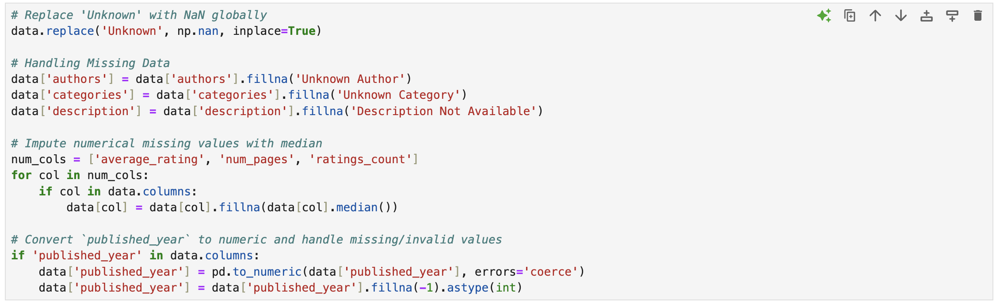 # Replace 'Unknown' with NaN globally
data.replace('Unknown', np.nan, inplace=True)

# Handling Missing Data
data['authors'] = data['authors'].fillna('Unknown Author')
data['categories'] = data['categories'].fillna('Unknown Category')
data['description'] = data['description'].fillna('Description Not Available')

# Impute numerical missing values with median
num_cols = ['average_rating', 'num_pages', 'ratings_count']
for col in num_cols:
    if col in data.columns:
        data[col] = data[col].fillna(data[col].median())

# Convert `published_year` to numeric and handle missing/invalid values
if 'published_year' in data.columns:
    data['published_year'] = pd.to_numeric(data['published_year'], errors='coerce')
    data['published_year'] = data['published_year'].fillna(-1).astype(int)